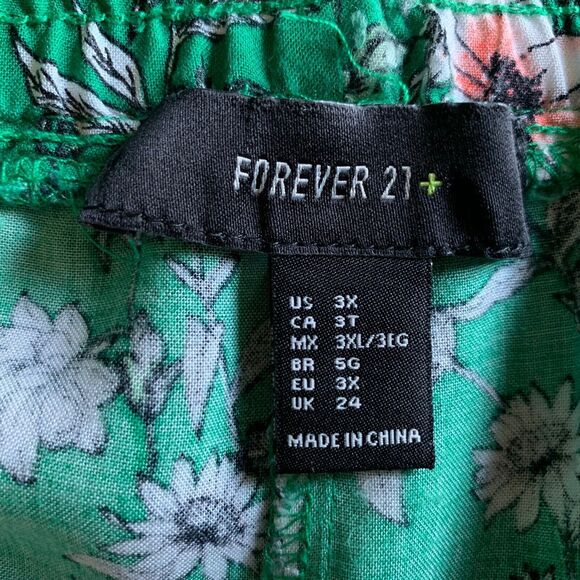 FOREVER 21+
US 3X
CA 3T
MX 3XL/3EG
BR 5G
EU 3X
UK 24
MADE IN CHINA